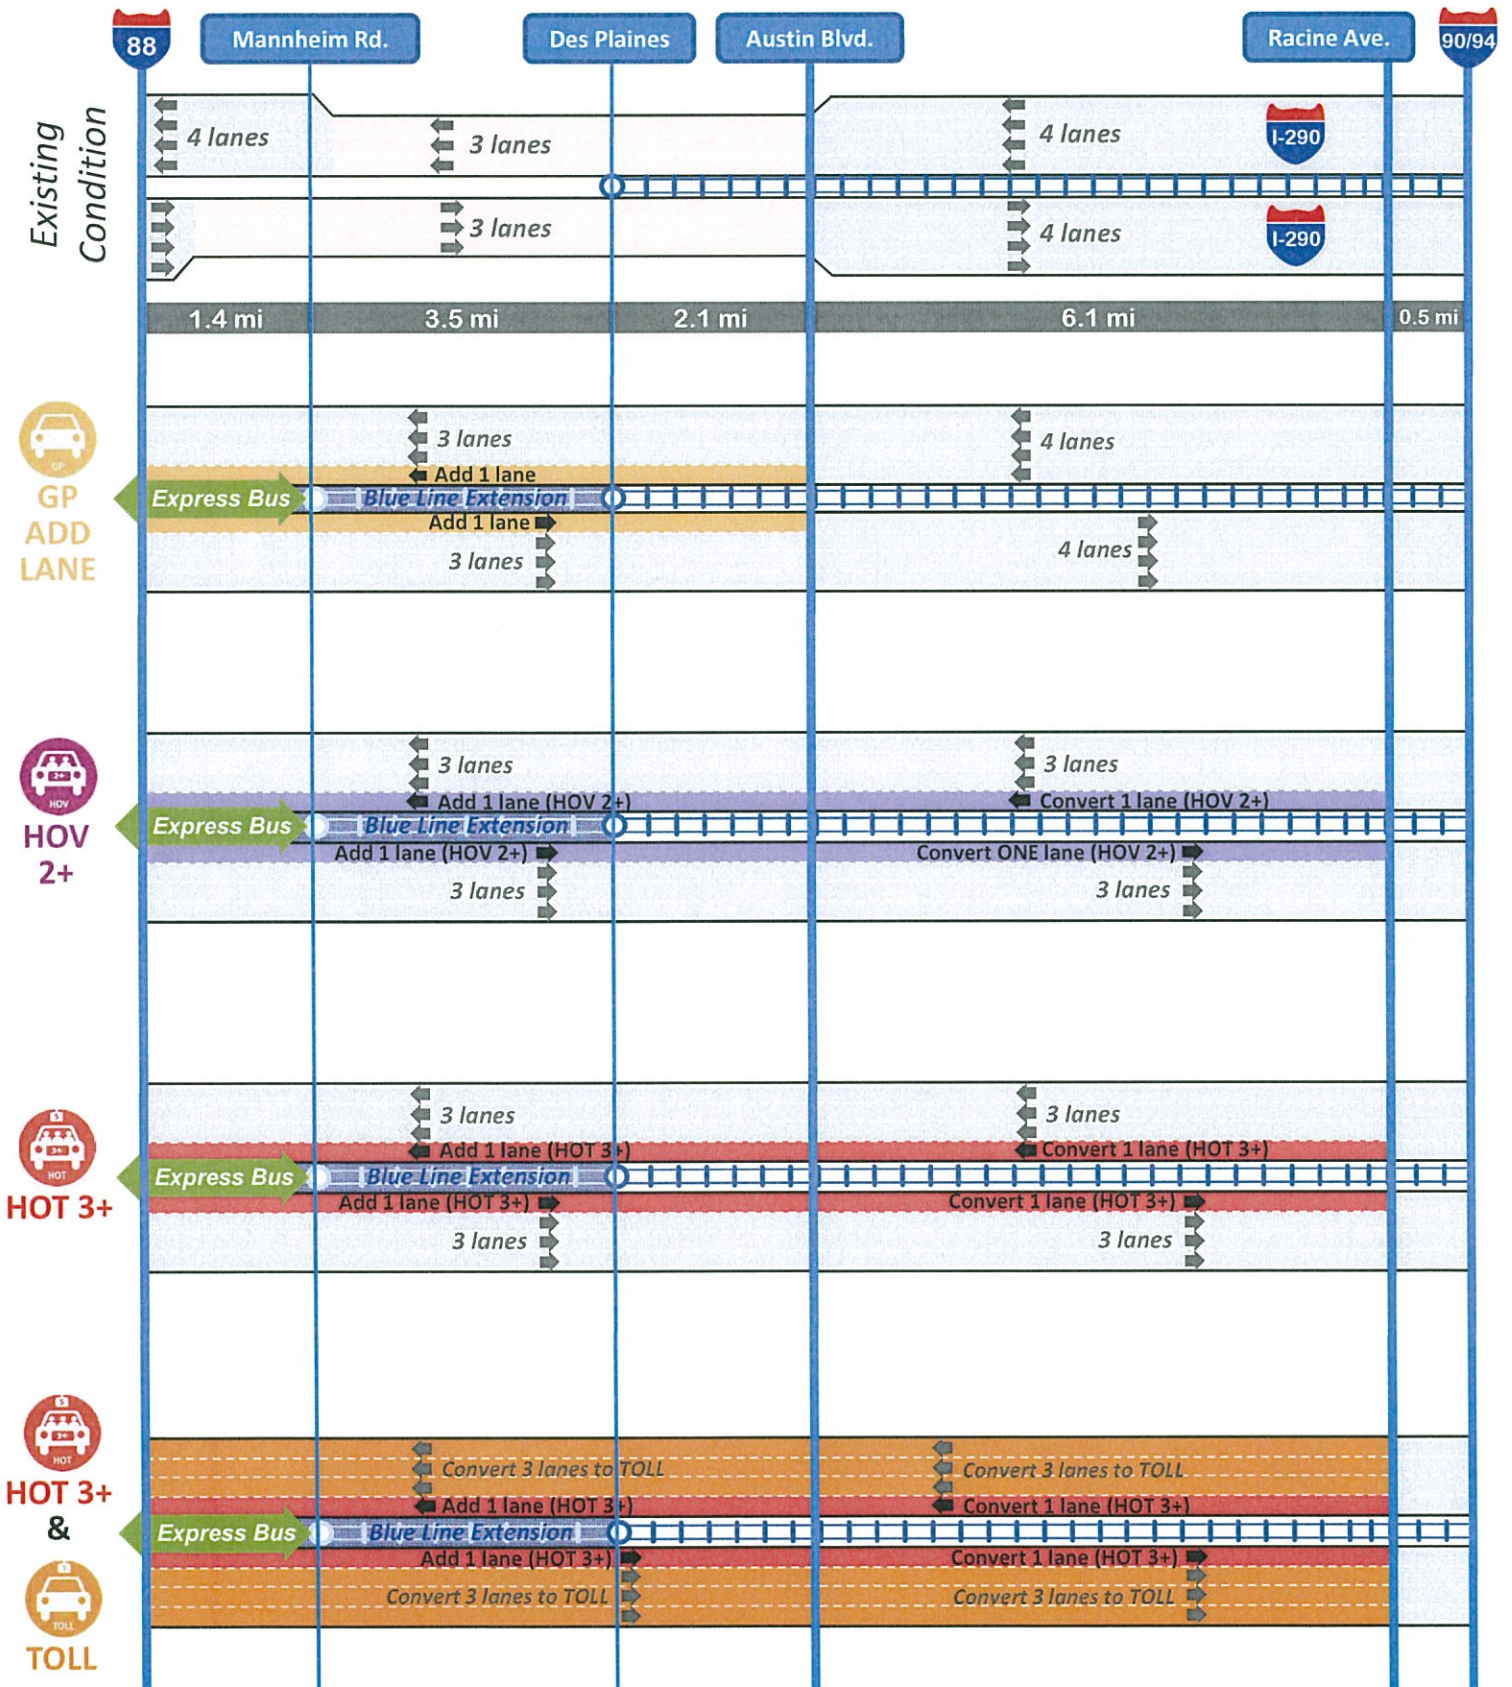 88
Mannheim Rd.
Des Plaines
Austin Blvd.
Racine Ave.
90/94
Existing
Condition
4 lanes
3 lanes
4 lanes
I-290
3 lanes
4 lanes
I-290
1.4 mi
3.5 mi
2.1 mi
6.1 mi
0.5 mi
GP
GP
ADD
LANE
3 lanes
4 lanes
Add 1 lane
Express Bus
Blue Line Extension
Add 1 lane
3 lanes
4 lanes
2+
HOV
HOV
2+
3 lanes
3 lanes
Add 1 lane (HOV 2+)
Convert 1 lane (HOV 2+)
Express Bus
Blue Line Extension
Add 1 lane (HOV 2+)
Convert ONE lane (HOV 2+)
3 lanes
3 lanes
$
3+
HOT
HOT 3+
3 lanes
3 lanes
Add 1 lane (HOT 3+)
Convert 1 lane (HOT 3+)
Express Bus
Blue Line Extension
Add 1 lane (HOT 3+)
Convert 1 lane (HOT 3+)
3 lanes
3 lanes
$
3+
HOT
HOT 3+
&
$
TOLL
TOLL
Convert 3 lanes to TOLL
Convert 3 lanes to TOLL
Add 1 lane (HOT 3+)
Convert 1 lane (HOT 3+)
Express Bus
Blue Line Extension
Add 1 lane (HOT 3+)
Convert 1 lane (HOT 3+)
Convert 3 lanes to TOLL
Convert 3 lanes to TOLL